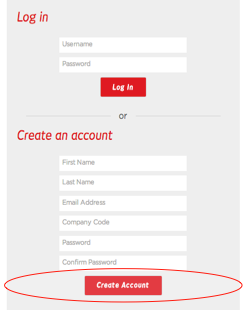 Log in
Username
Password
Log In
or
Create an account
First Name
Last Name
Email Address
Company Code
Password
Confirm Password
Create Account